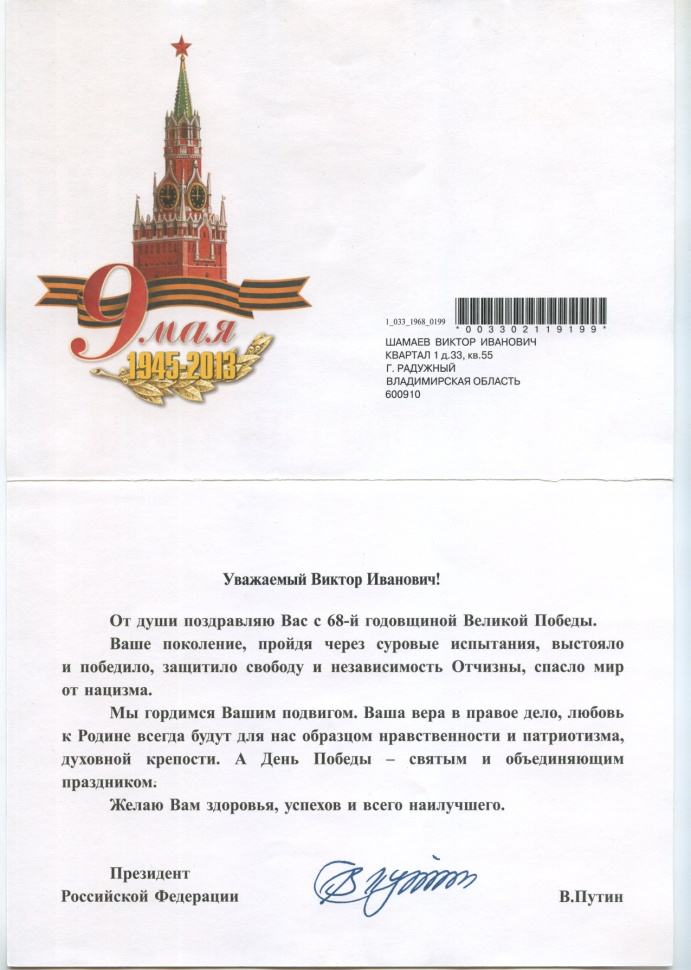 9 мая
1945-2013
1_033_1968_0199
*003302119199*
ШАМАЕВ ВИКТОР ИВАНОВИЧ
КВАРТАЛ 1 д.33, кв.55
Г. РАДУЖНЫЙ
ВЛАДИМИРСКАЯ ОБЛАСТЬ
600910
Уважаемый Виктор Иванович!
От души поздравляю Вас с 68-й годовщиной Великой Победы.
Ваше поколение, пройдя через суровые испытания, выстояло
и победило, защитило свободу и независимость Отчизны, спасло мир
от нацизма.
Мы гордимся Вашим подвигом. Ваша вера в правое дело, любовь
к Родине всегда будут для нас образцом нравственности и патриотизма,
духовной крепости. А День Победы – святым и объединяющим
праздником.
Желаю Вам здоровья, успехов и всего наилучшего.
Президент
Российской Федерации
В.Путин